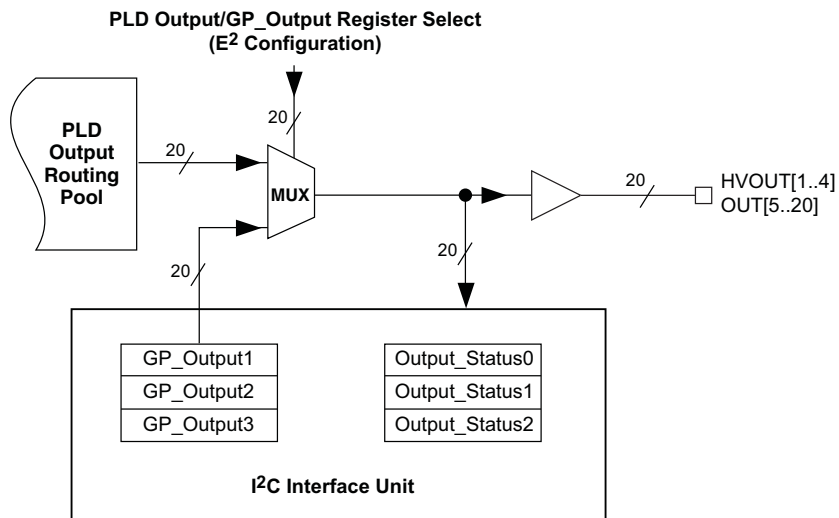 PLD Output/GP_Output Register Select
(E2 Configuration)
20
PLD
Output
Routing
Pool
20
MUX
20
HVOUT[1..4]
OUT[5..20]
20
20
GP_Output1
GP_Output2
GP_Output3
Output_Status0
Output_Status1
Output_Status2
I2C Interface Unit